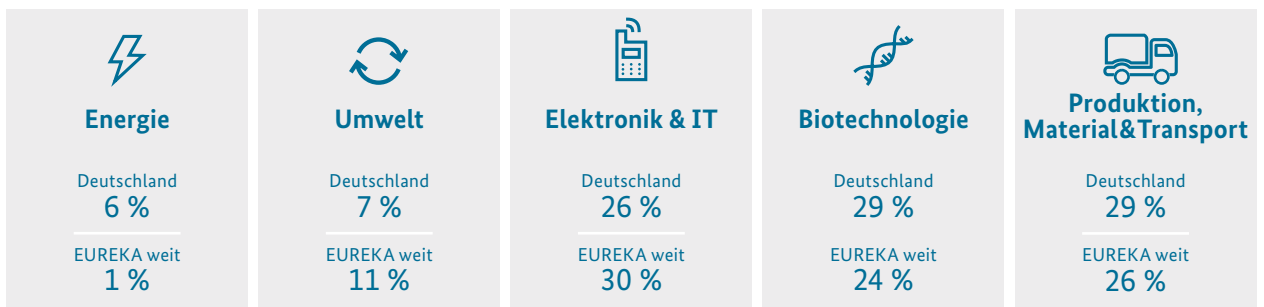 Energie
Deutschland
6 %
EUREKA weit
1 %
Umwelt
Deutschland
7 %
EUREKA weit
11 %
Elektronik & IT
Deutschland
26 %
EUREKA weit
30 %
Biotechnologie
Deutschland
29 %
EUREKA weit
24 %
Produktion,
Material&Transport
Deutschland
29 %
EUREKA weit
26 %